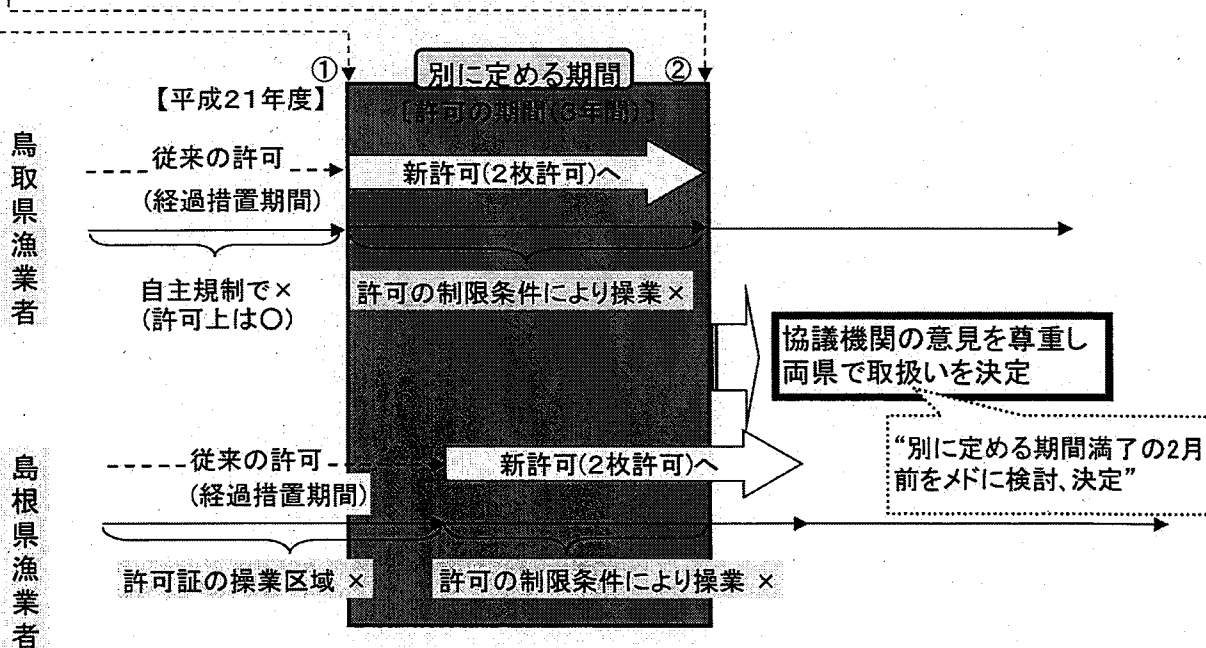 ①
別に定める期間
②
【平成21年度】
[許可の期間(3年間)]
鳥取県漁業者
従来の許可
(経過措置期間)
新許可(2枚許可)へ
自主規制で×
(許可上は〇)
許可の制限条件により操業×
協議機関の意見を尊重し
両県で取扱いを決定
“別に定める期間満了の2月
前をメドに検討、決定”
島根県漁業者
従来の許可
(経過措置期間)
新許可(2枚許可)へ
許可証の操業区域 ×
許可の制限条件により操業 ×